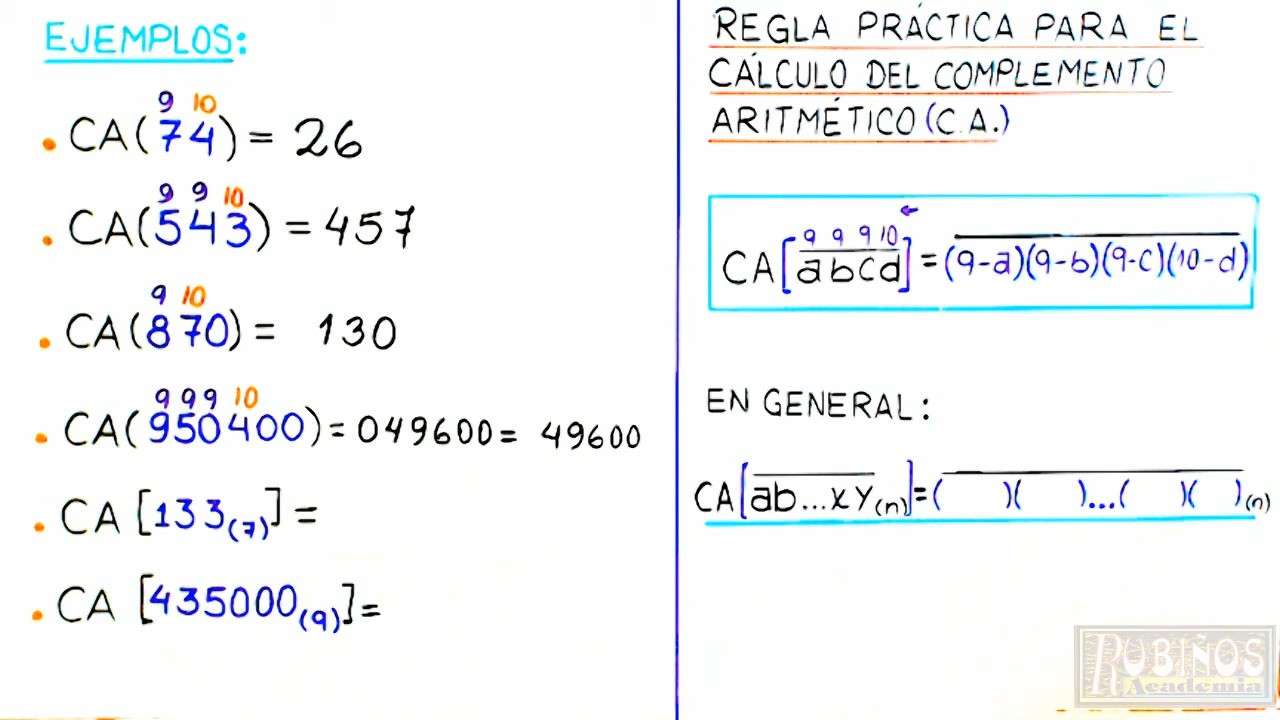 EJEMPLOS:
9 10
• CA(74) = 26
9 9 10
• CA(543) = 457
9 10
• CA(870) = 130
9 9 9 10
• CA(950400) = 049600 = 49600
• CA [133(7)] =
• CA [435000(9)] =
REGLA PRÁCTICA PARA EL
CÁLCULO DEL COMPLEMENTO
ARITMÉTICO (C.A.)
9 9 9 10
CA[abcd] = (9-a)(9-b)(9-c)(10-d)
EN GENERAL:
CA[ab...xy(n)] = ( )( )...( )( )(n)
RUBIÑOS
Academia